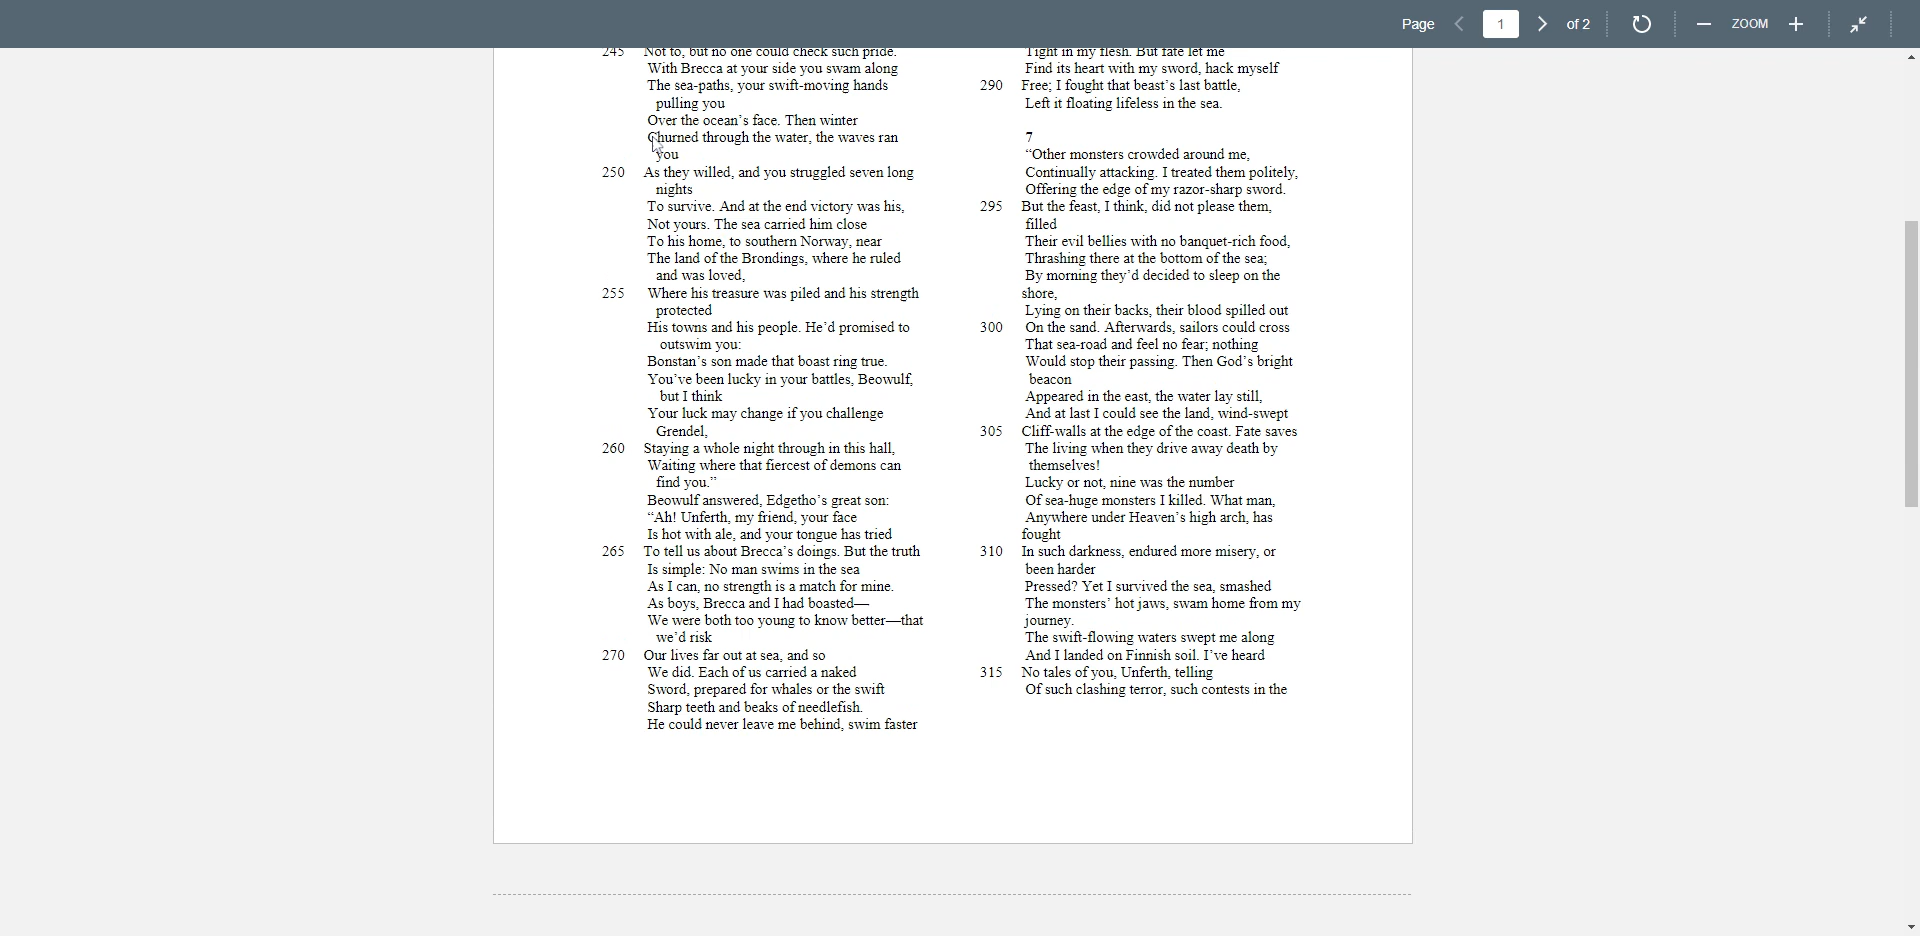 Page 1 of 2 ZOOM
245 Not to, but no one could check such pride.
With Brecca at your side you swam along
The sea-paths, your swift-moving hands
pulling you
Over the ocean's face. Then winter
Churned through the water, the waves ran
you
250 As they willed, and you struggled seven long
nights
To survive. And at the end victory was his,
Not yours. The sea carried him close
To his home, to southern Norway, near
The land of the Brondings, where he ruled
and was loved,
255 Where his treasure was piled and his strength
protected
His towns and his people. He'd promised to
outswim you:
Bonstan's son made that boast ring true.
You've been lucky in your battles, Beowulf,
but I think
Your luck may change if you challenge
Grendel,
260 Staying a whole night through in this hall,
Waiting where that fiercest of demons can
find you.”
Beowulf answered, Edgetho's great son:
“Ah! Unferth, my friend, your face
Is hot with ale, and your tongue has tried
265 To tell us about Brecca's doings. But the truth
Is simple: No man swims in the sea
As I can, no strength is a match for mine.
As boys, Brecca and I had boasted—
We were both too young to know better—that
we'd risk
270 Our lives far out at sea, and so
We did. Each of us carried a naked
Sword, prepared for whales or the swift
Sharp teeth and beaks of needlefish.
He could never leave me behind, swim faster
Tight in my flesh. But fate let me
Find its heart with my sword, hack myself
290 Free; I fought that beast's last battle,
Left it floating lifeless in the sea.
7
“Other monsters crowded around me,
Continually attacking. I treated them politely,
Offering the edge of my razor-sharp sword.
295 But the feast, I think, did not please them,
filled
Their evil bellies with no banquet-rich food,
Thrashing there at the bottom of the sea;
By morning they'd decided to sleep on the
shore,
Lying on their backs, their blood spilled out
300 On the sand. Afterwards, sailors could cross
That sea-road and feel no fear; nothing
Would stop their passing. Then God's bright
beacon
Appeared in the east, the water lay still,
And at last I could see the land, wind-swept
305 Cliff-walls at the edge of the coast. Fate saves
The living when they drive away death by
themselves!
Lucky or not, nine was the number
Of sea-huge monsters I killed. What man,
Anywhere under Heaven's high arch, has
fought
310 In such darkness, endured more misery, or
been harder
Pressed? Yet I survived the sea, smashed
The monsters' hot jaws, swam home from my
journey.
The swift-flowing waters swept me along
And I landed on Finnish soil. I've heard
315 No tales of you, Unferth, telling
Of such clashing terror, such contests in the